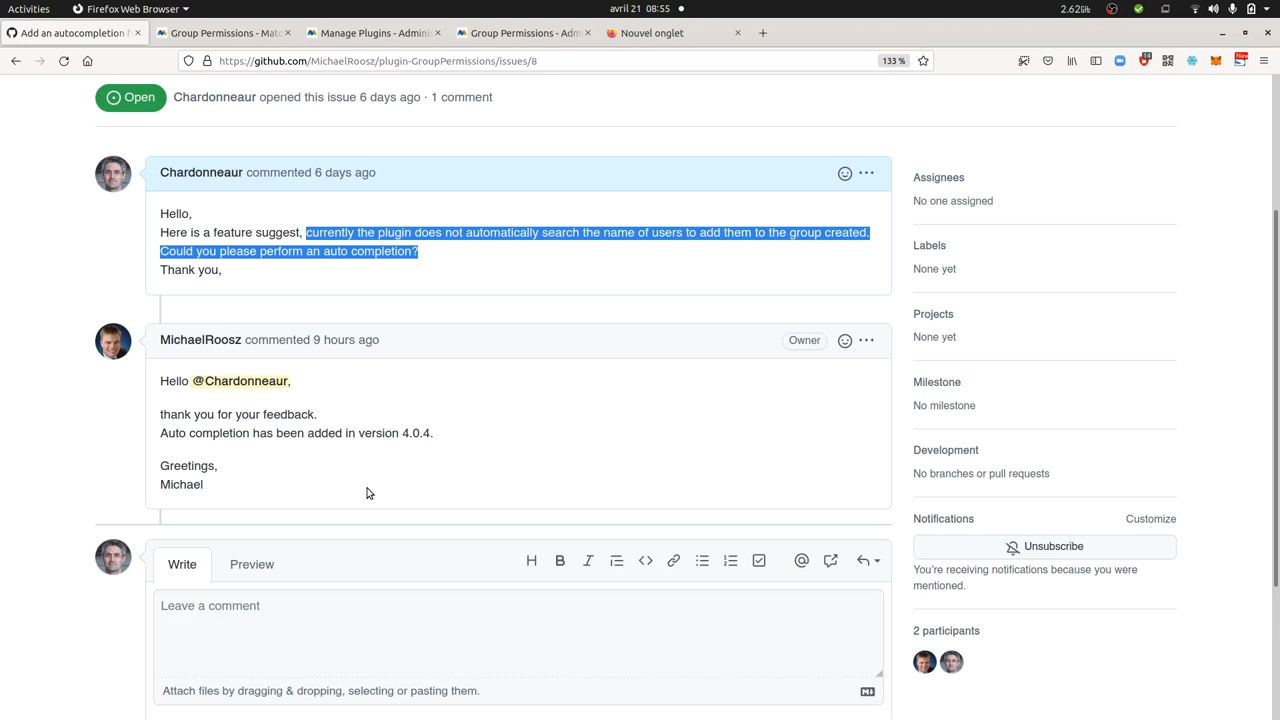 Activities
Firefox Web Browser
avril 21 08:55
2.62GHz
Add an autocompletion f
Group Permissions - Mato
Manage Plugins - Adminis
Group Permissions - Adm
Nouvel onglet
https://github.com/MichaelRoosz/plugin-GroupPermissions/issues/8
133 %
New
Open
Chardonneur opened this issue 6 days ago · 1 comment
Chardonneur commented 6 days ago
Hello,
Here is a feature suggest, currently the plugin does not automatically search the name of users to add them to the group created.
Could you please perform an auto completion?
Thank you,
MichaelRoosz commented 9 hours ago
Owner
Hello @Chardonneur,
thank you for your feedback.
Auto completion has been added in version 4.0.4.
Greetings,
Michael
Write
Preview
Leave a comment
Attach files by dragging & dropping, selecting or pasting them.
Assignees
No one assigned
Labels
None yet
Projects
None yet
Milestone
No milestone
Development
No branches or pull requests
Notifications
Customize
Unsubscribe
You're receiving notifications because you were
mentioned.
2 participants